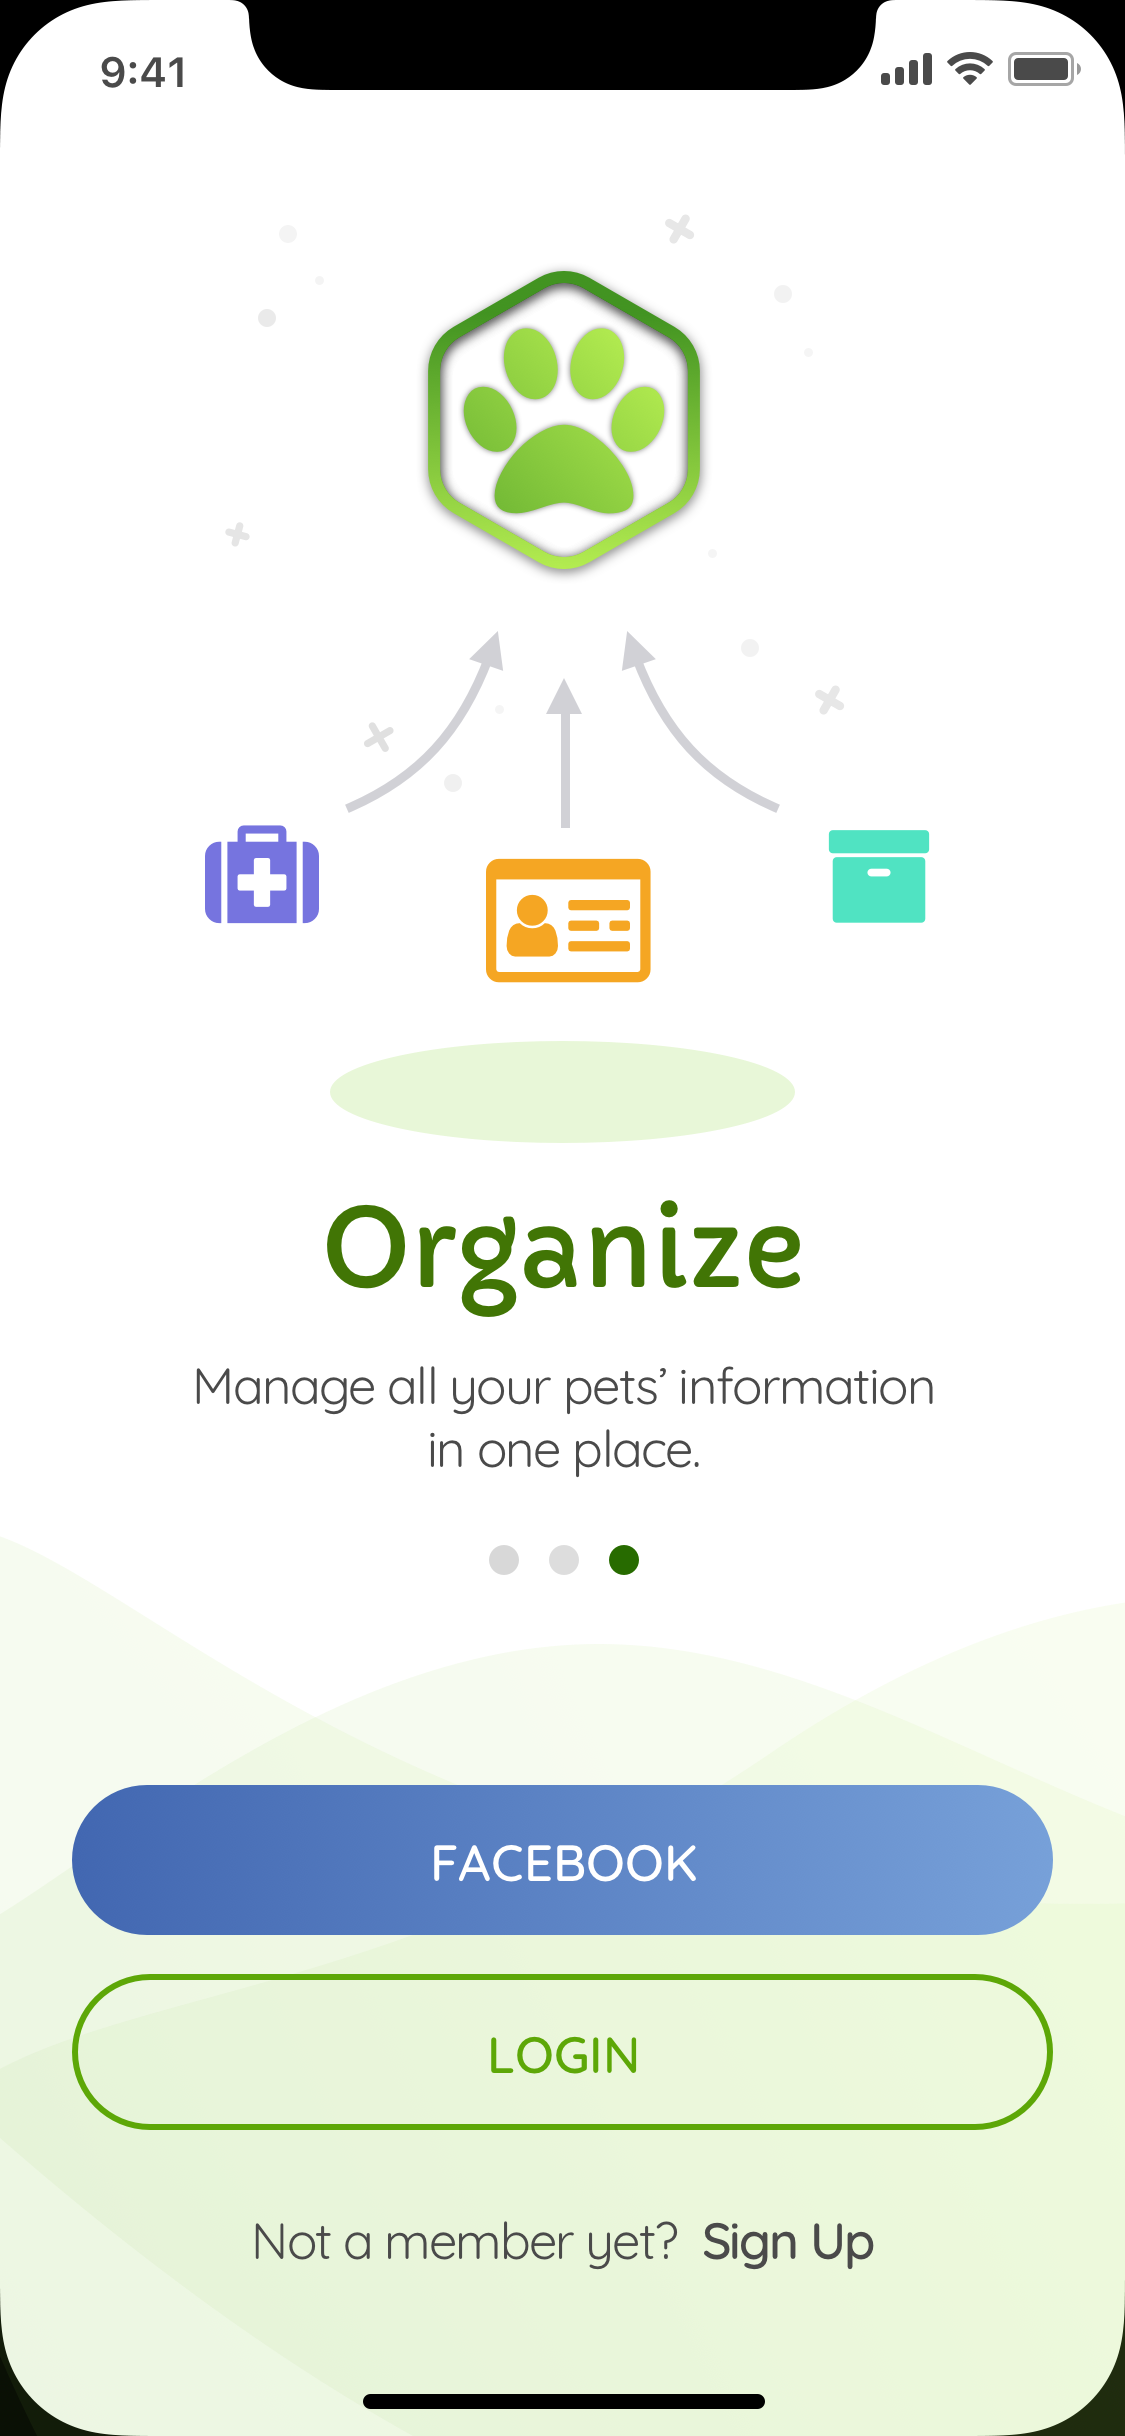 9:41
Organize
Manage all your pets’ information
in one place.
FACEBOOK
LOGIN
Not a member yet? Sign Up